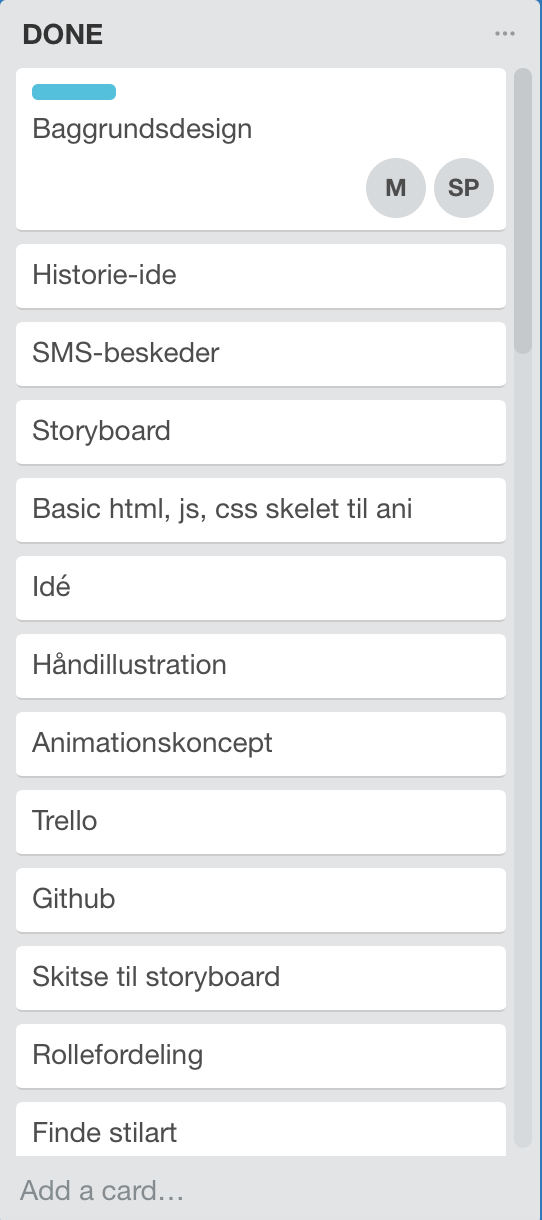 DONE
Baggrundsdesign
M SP
Historie-ide
SMS-beskeder
Storyboard
Basic html, js, css skelet til ani
Idé
Håndillustration
Animationskoncept
Trello
Github
Skitse til storyboard
Rollefordeling
Finde stilart
Add a card…